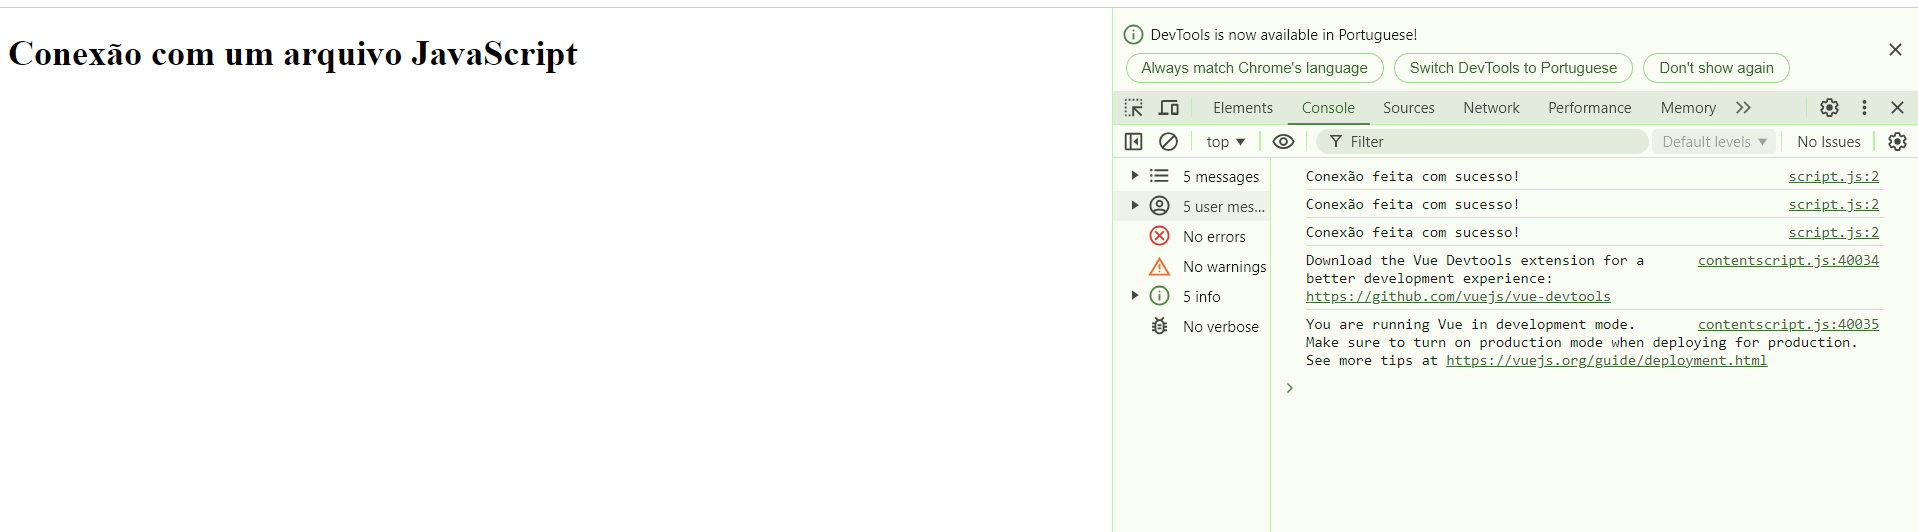 Conexão com um arquivo JavaScript
DevTools is now available in Portuguese!
Always match Chrome's language
Switch DevTools to Portuguese
Don't show again
Elements
Console
Sources
Network
Performance
Memory
top
Filter
Default levels
No Issues
5 messages
5 user mes...
No errors
No warnings
5 info
No verbose
Conexão feita com sucesso! script.js:2
Conexão feita com sucesso! script.js:2
Conexão feita com sucesso! script.js:2
Download the Vue Devtools extension for a contentscript.js:40034
better development experience:
https://github.com/vuejs/vue-devtools
You are running Vue in development mode. contentscript.js:40035
Make sure to turn on production mode when deploying for production.
See more tips at https://vuejs.org/guide/deployment.html